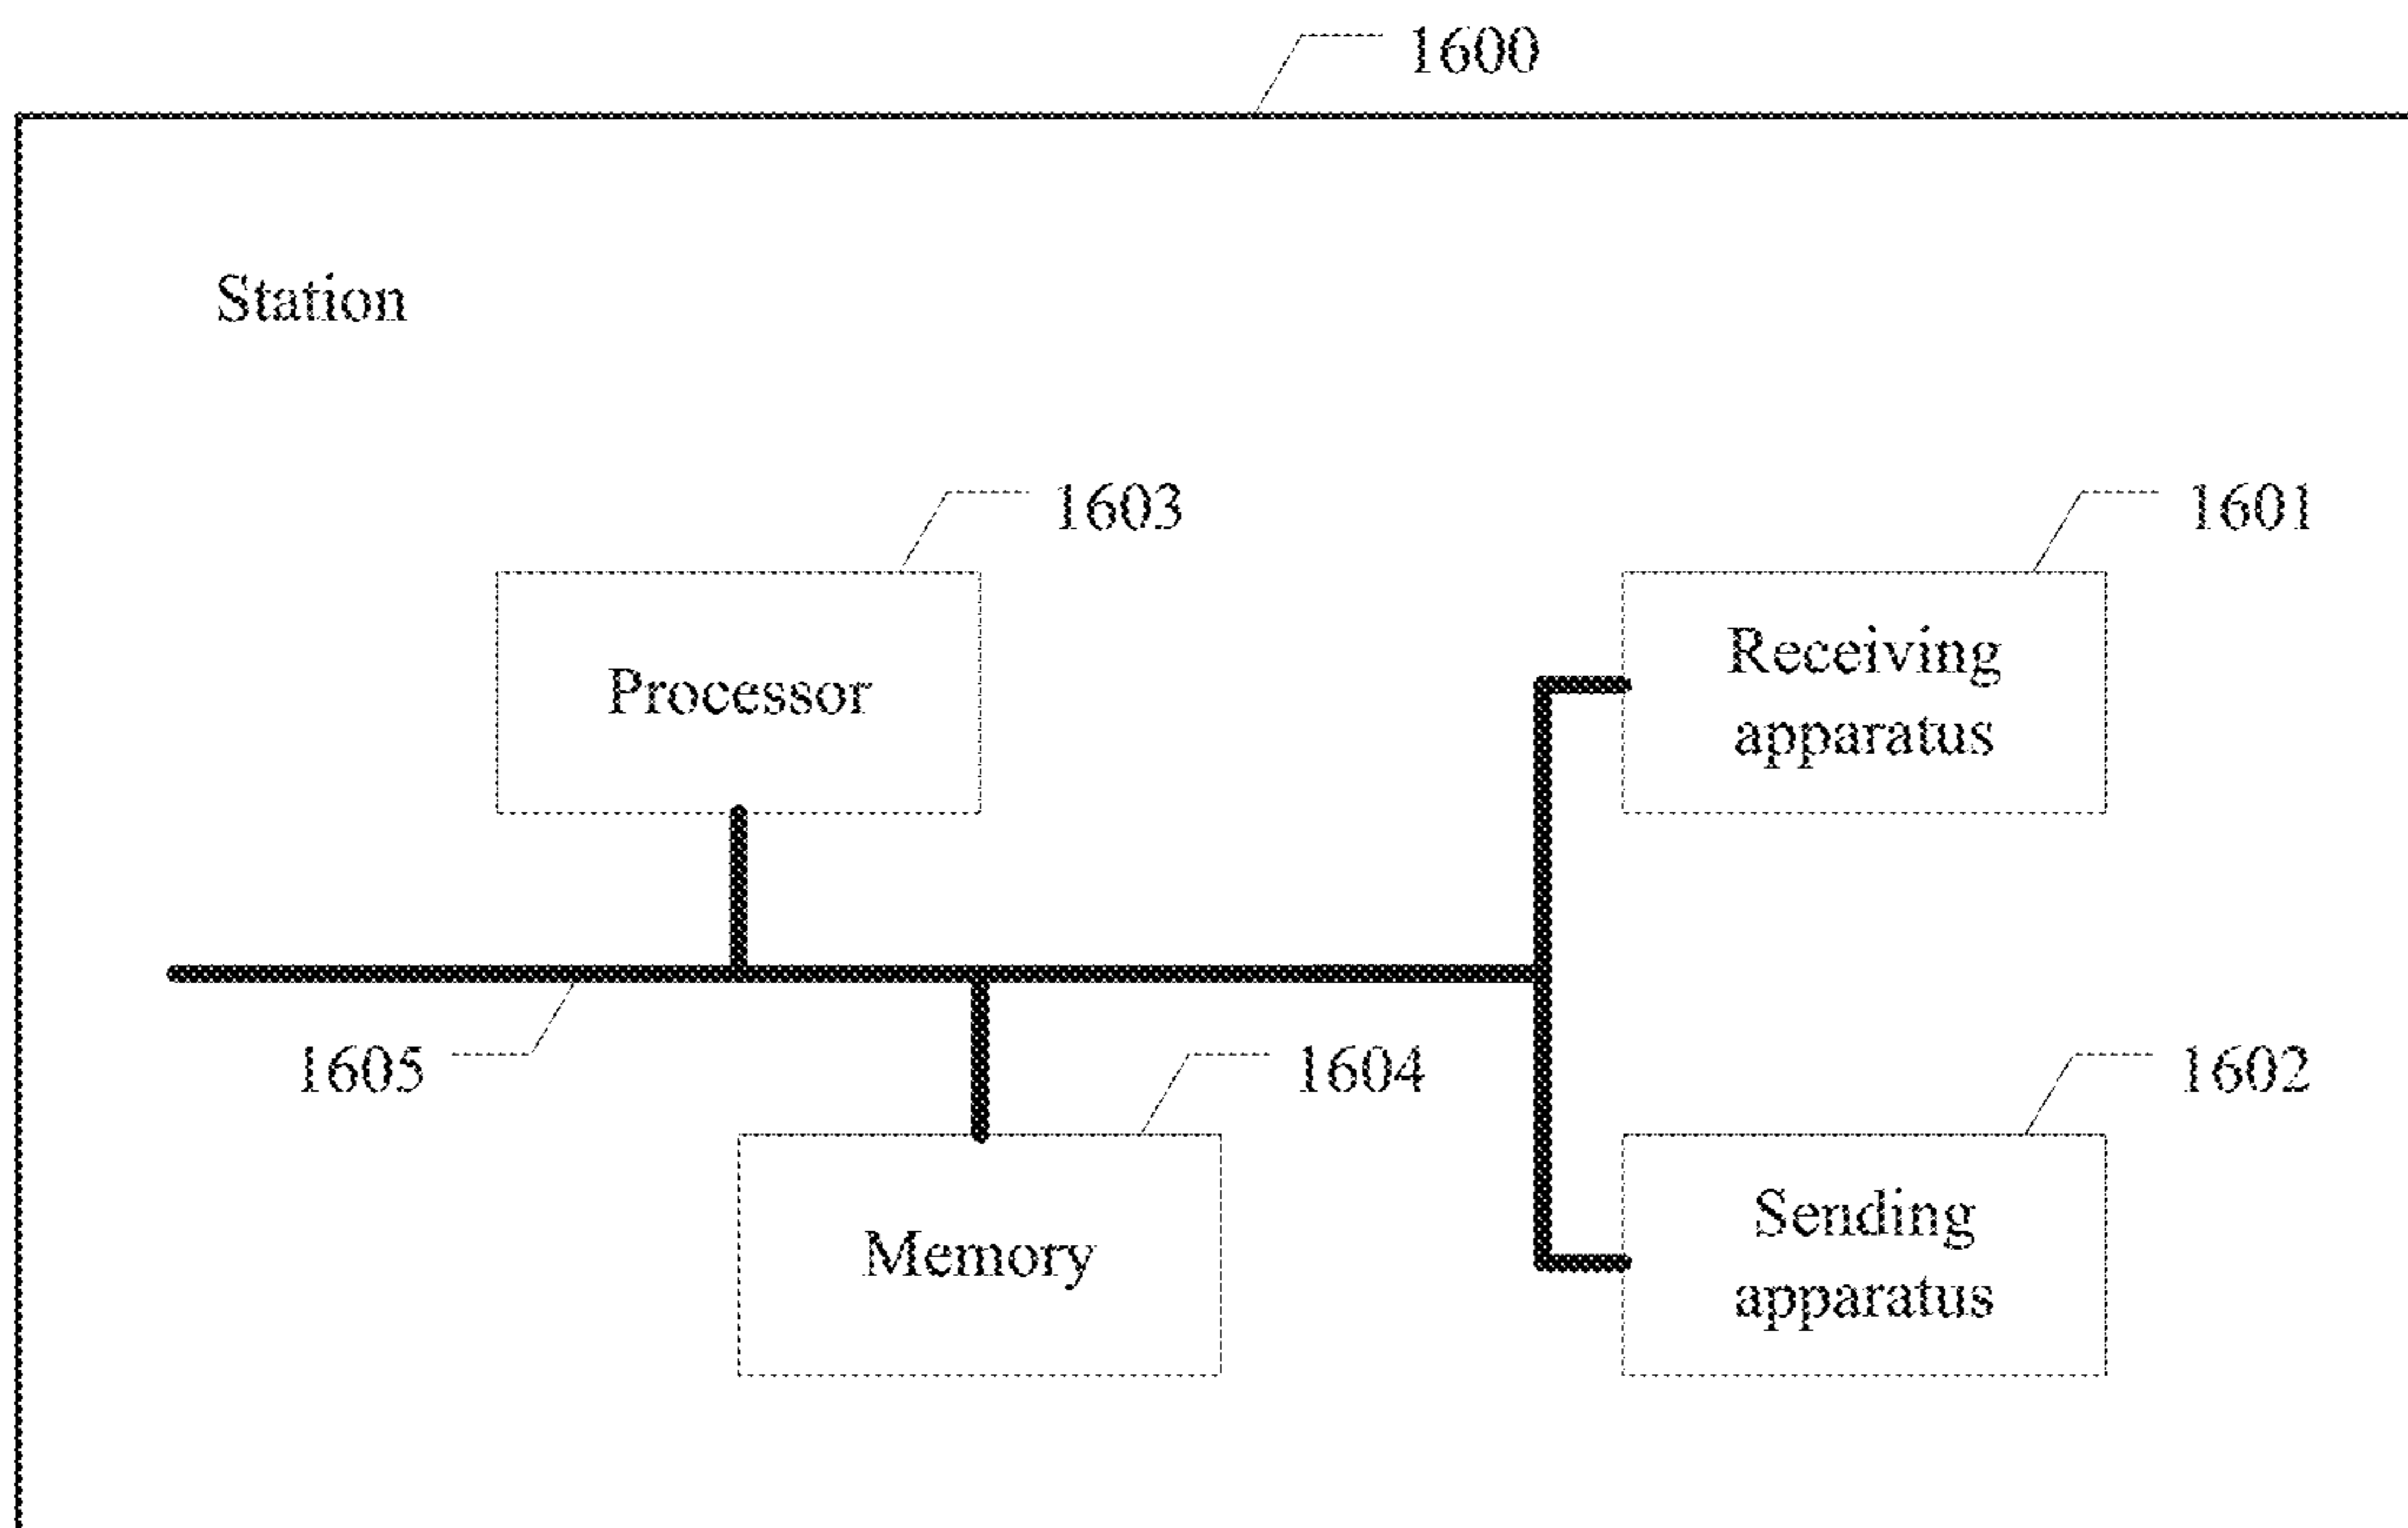 1600
Station
1603
1601
Processor
Receiving
apparatus
1605
1604
1602
Memory
Sending
apparatus